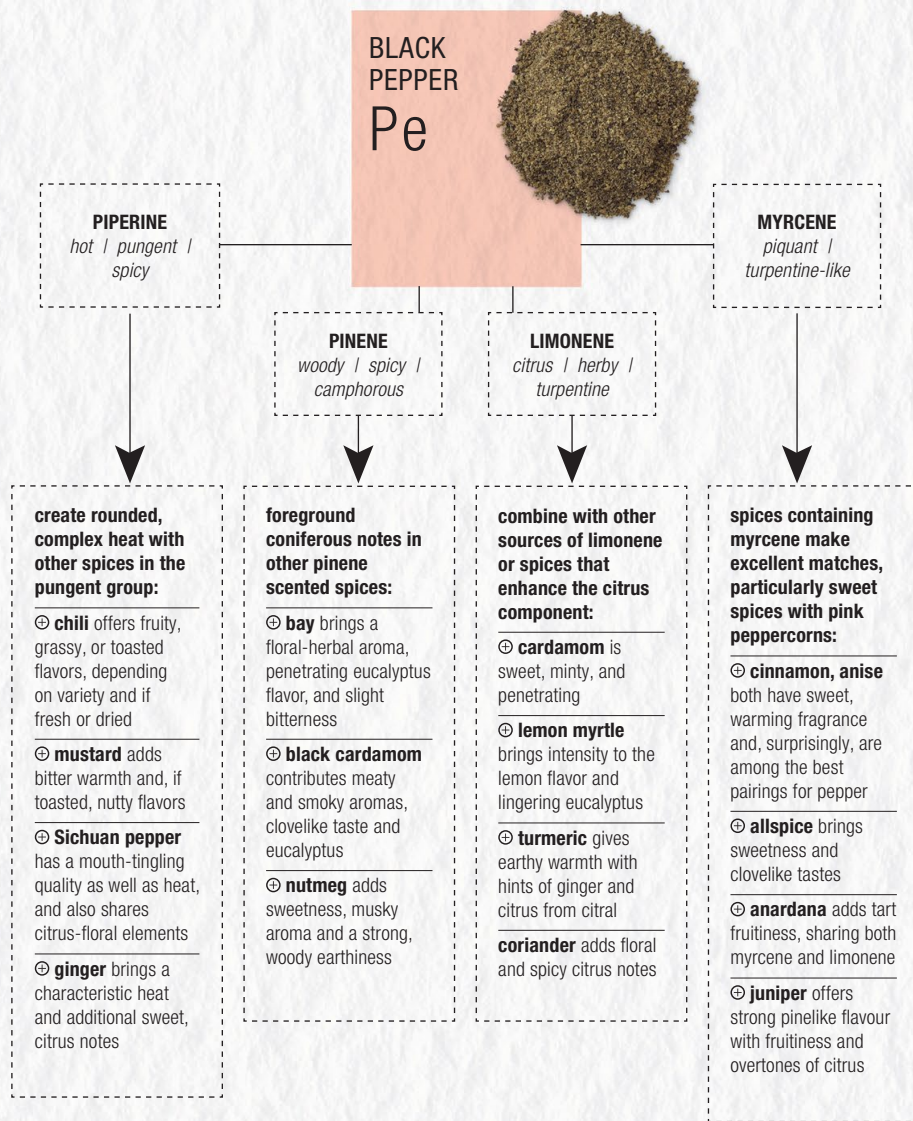 BLACK
PEPPER
Pe
PIPERINE
hot | pungent |
spicy
MYRCENE
piquant |
turpentine-like
PINENE
woody | spicy |
camphorous
LIMONENE
citrus | herby |
turpentine
create rounded,
complex heat with
other spices in the
pungent group:
⊕ chili offers fruity,
grassy, or toasted
flavors, depending
on variety and if
fresh or dried
⊕ mustard adds
bitter warmth and, if
toasted, nutty flavors
⊕ Sichuan pepper
has a mouth-tingling
quality as well as heat,
and also shares
citrus-floral elements
⊕ ginger brings a
characteristic heat
and additional sweet,
citrus notes
foreground
coniferous notes in
other pinene
scented spices:
⊕ bay brings a
floral-herbal aroma,
penetrating eucalyptus
flavor, and slight
bitterness
⊕ black cardamom
contributes meaty
and smoky aromas,
clovelike taste and
eucalyptus
⊕ nutmeg adds
sweetness, musky
aroma and a strong,
woody earthiness
combine with other
sources of limonene
or spices that
enhance the citrus
component:
⊕ cardamom is
sweet, minty, and
penetrating
⊕ lemon myrtle
brings intensity to the
lemon flavor and
lingering eucalyptus
⊕ turmeric gives
earthy warmth with
hints of ginger and
citrus from citral
coriander adds floral
and spicy citrus notes
spices containing
myrcene make
excellent matches,
particularly sweet
spices with pink
peppercorns:
⊕ cinnamon, anise
both have sweet,
warming fragrance
and, surprisingly, are
among the best
pairings for pepper
⊕ allspice brings
sweetness and
clovelike tastes
⊕ anardana adds tart
fruitiness, sharing both
myrcene and limonene
⊕ juniper offers
strong pinelike flavour
with fruitiness and
overtones of citrus